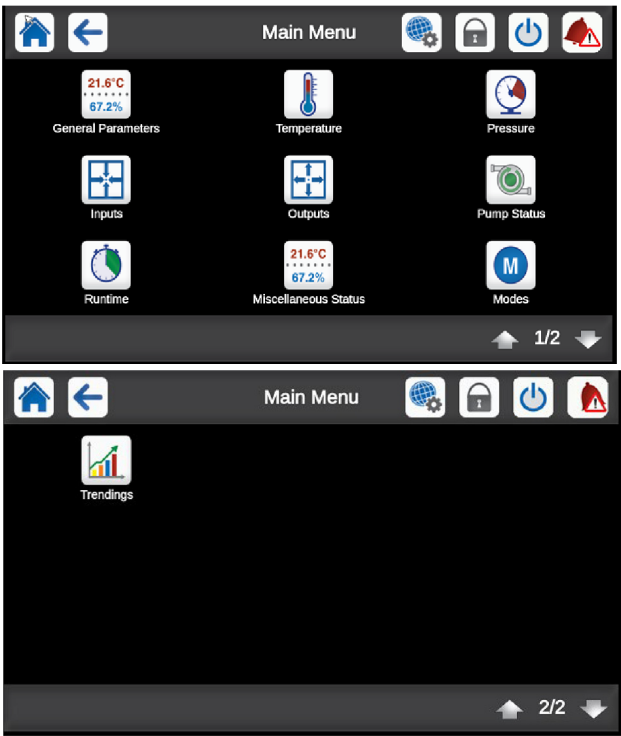 Main Menu
21.6°C
67.2%
General Parameters
Temperature
Pressure
Inputs
Outputs
Pump Status
Runtime
21.6°C
67.2%
Miscellaneous Status
M
Modes
1/2
Main Menu
Trendings
2/2